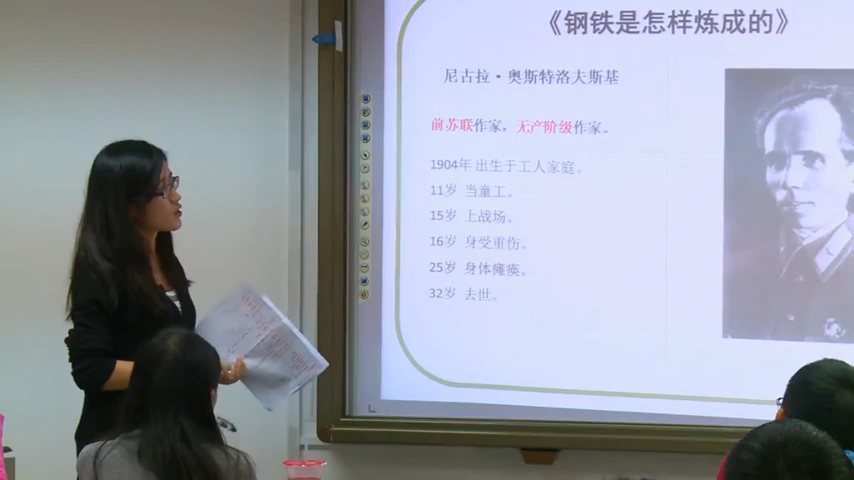 《钢铁是怎样炼成的》
尼古拉·奥斯特洛夫斯基
前苏联作家，无产阶级作家。
1904年 出生于工人家庭。
11岁 当童工。
15岁 上战场。
16岁 身受重伤。
25岁 身体瘫痪。
32岁 去世。